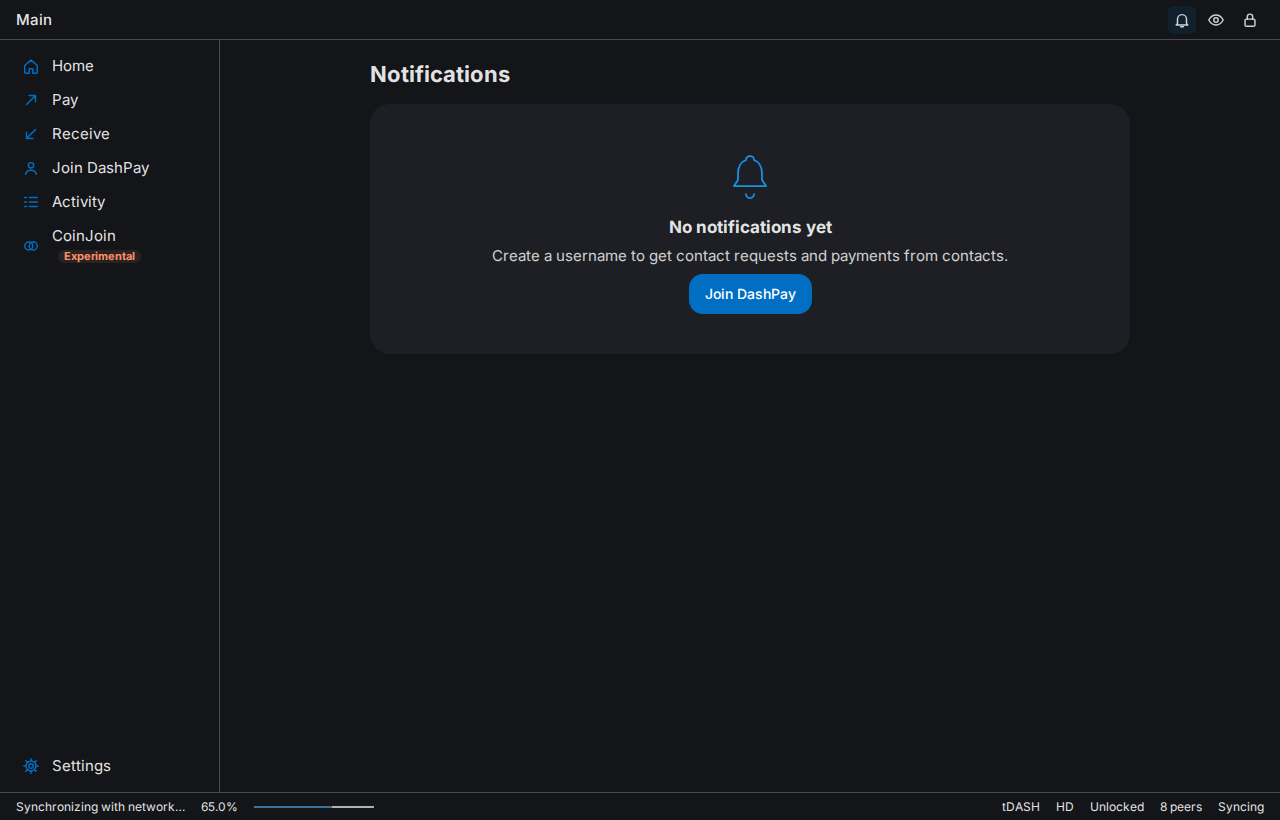 Main
Home
Pay
Receive
Join DashPay
Activity
CoinJoin
Experimental
Settings
Notifications
No notifications yet
Create a username to get contact requests and payments from contacts.
Join DashPay
Synchronizing with network... 65.0% tDASH HD Unlocked 8 peers Syncing